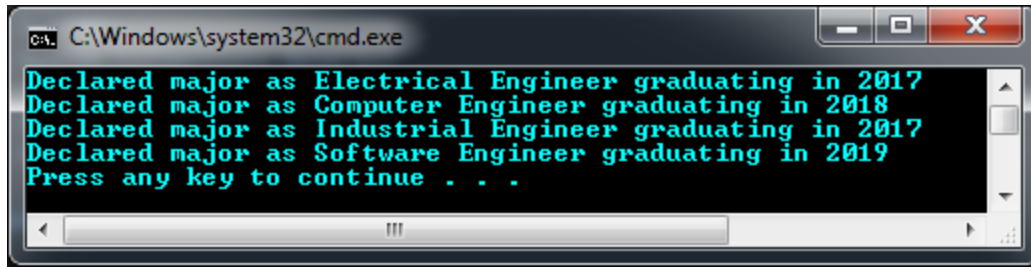 C:\Windows\system32\cmd.exe
Declared major as Electrical Engineer graduating in 2017
Declared major as Computer Engineer graduating in 2018
Declared major as Industrial Engineer graduating in 2017
Declared major as Software Engineer graduating in 2019
Press any key to continue . . .